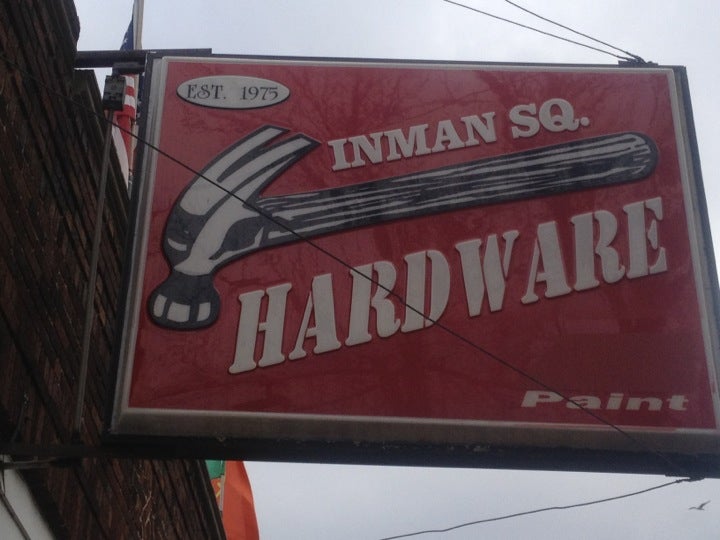 EST. 1975
INMAN SQ.
HARDWARE
Paint